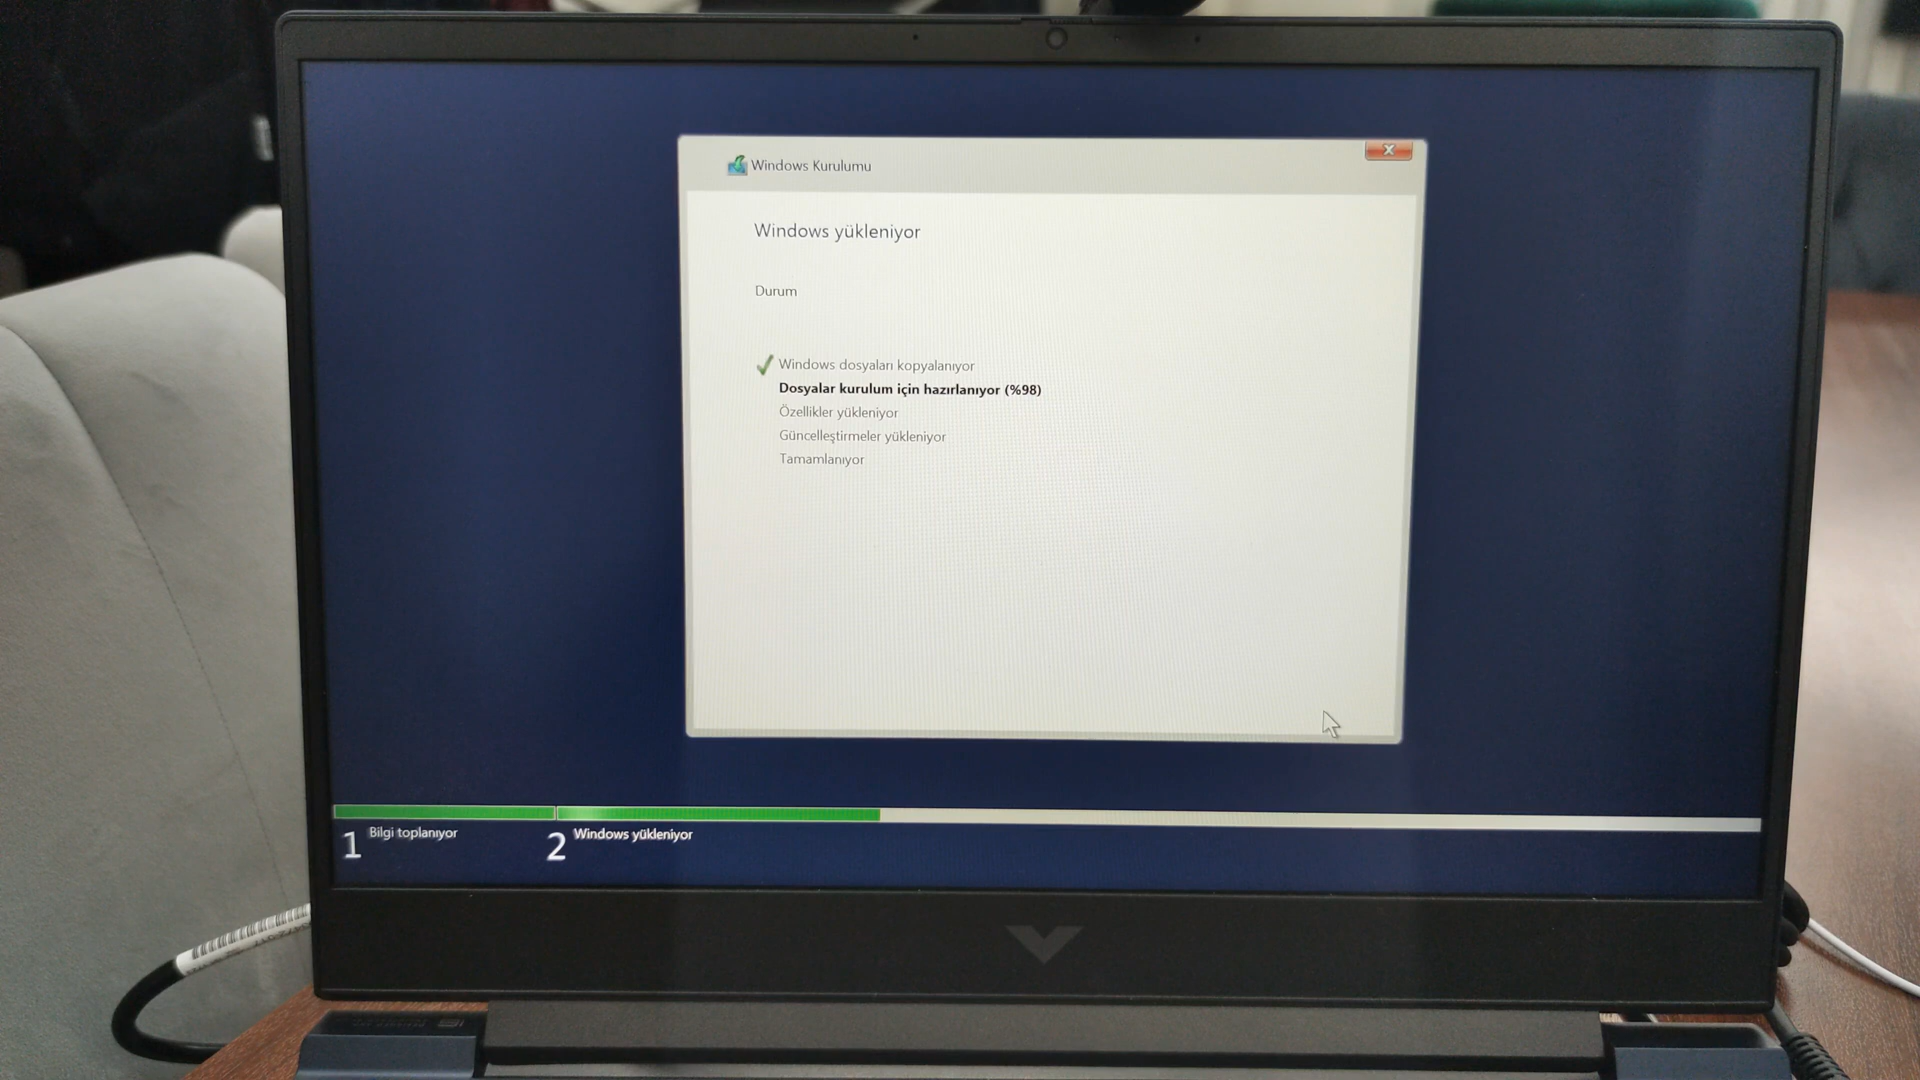 Windows Kurulumu
Windows yükleniyor
Durum
Windows dosyaları kopyalanıyor
Dosyalar kurulum için hazırlanıyor (%98)
Özellikler yükleniyor
Güncelleştirmeler yükleniyor
Tamamlanıyor
1 Bilgi toplanıyor
2 Windows yükleniyor